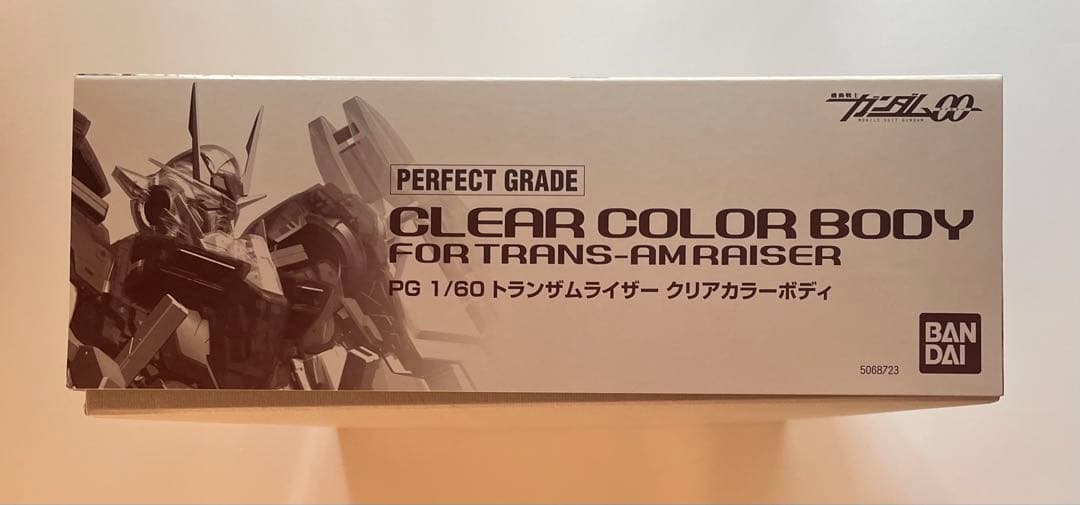 機動戦士
ガンダム00
MOBILE SUIT GUNDAM
PERFECT GRADE
CLEAR COLOR BODY
FOR TRANS-AM RAISER
PG 1/60 トランザムライザー クリアカラーボディ
BAN
DAI
5068723